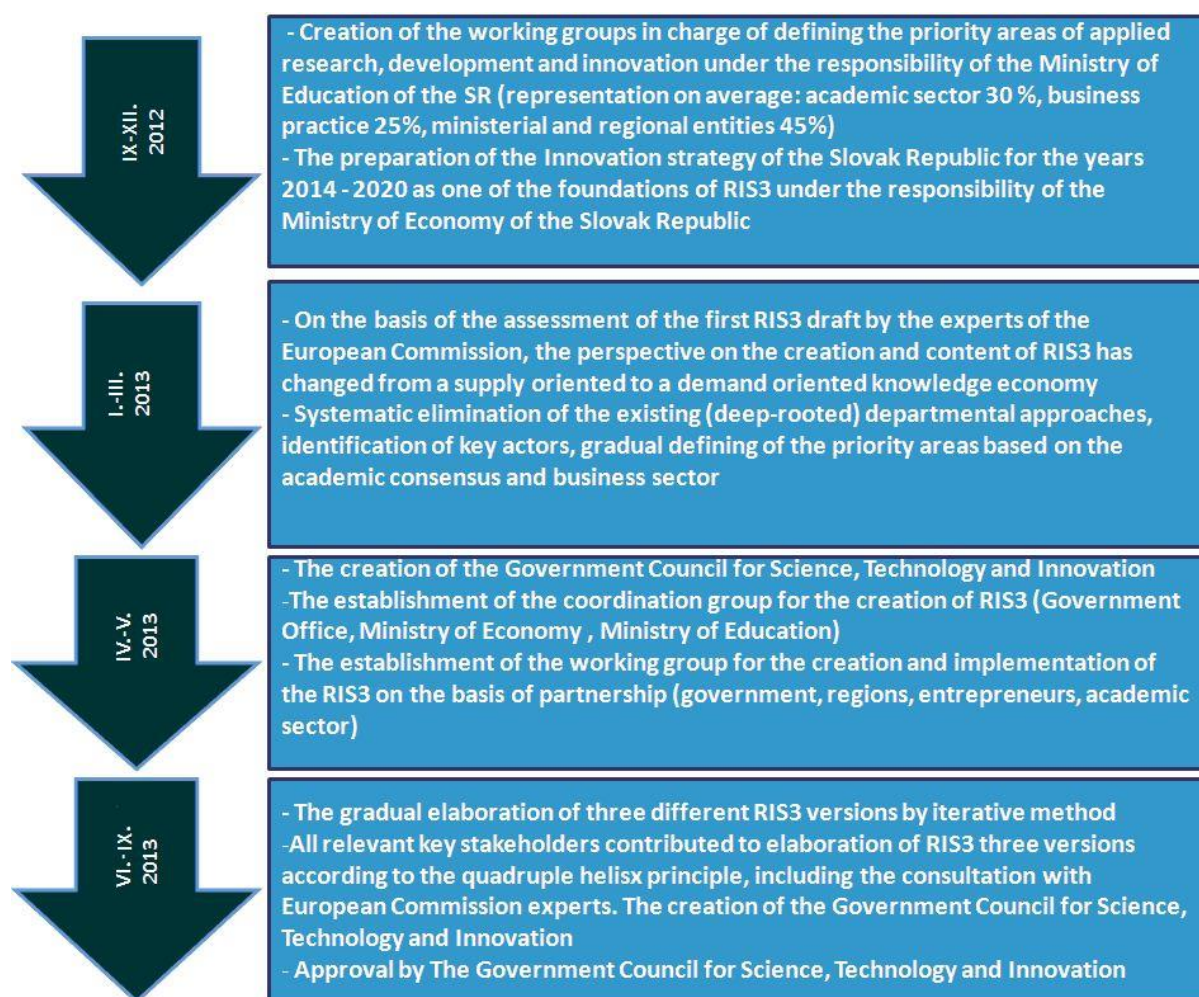 IX-XII.
2012
- Creation of the working groups in charge of defining the priority areas of applied
research, development and innovation under the responsibility of the Ministry of
Education of the SR (representation on average: academic sector 30 %, business
practice 25%, ministerial and regional entities 45%)
- The preparation of the Innovation strategy of the Slovak Republic for the years
2014 - 2020 as one of the foundations of RIS3 under the responsibility of the
Ministry of Economy of the Slovak Republic
I.-III.
2013
- On the basis of the assessment of the first RIS3 draft by the experts of the
European Commission, the perspective on the creation and content of RIS3 has
changed from a supply oriented to a demand oriented knowledge economy
- Systematic elimination of the existing (deep-rooted) departmental approaches,
identification of key actors, gradual defining of the priority areas based on the
academic consensus and business sector
IV.-V.
2013
- The creation of the Government Council for Science, Technology and Innovation
-The establishment of the coordination group for the creation of RIS3 (Government
Office, Ministry of Economy , Ministry of Education)
- The establishment of the working group for the creation and implementation of
the RIS3 on the basis of partnership (government, regions, entrepreneurs, academic
sector)
VI.-IX.
2013
- The gradual elaboration of three different RIS3 versions by iterative method
-All relevant key stakeholders contributed to elaboration of RIS3 three versions
according to the quadruple helisx principle, including the consultation with
European Commission experts. The creation of the Government Council for Science,
Technology and Innovation
- Approval by The Government Council for Science, Technology and Innovation